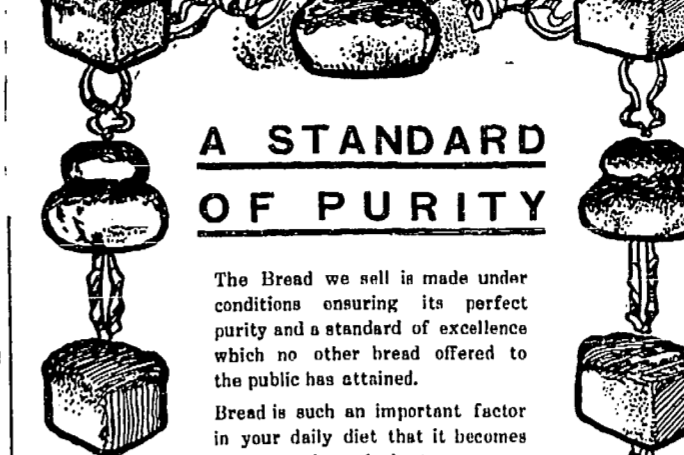 A STANDARD
OF PURITY
The Bread we sell is made under
conditions ensuring its perfect
purity and a standard of excellence
which no other bread offered to
the public has attained.
Bread is such an important factor
in your daily diet that it becomes